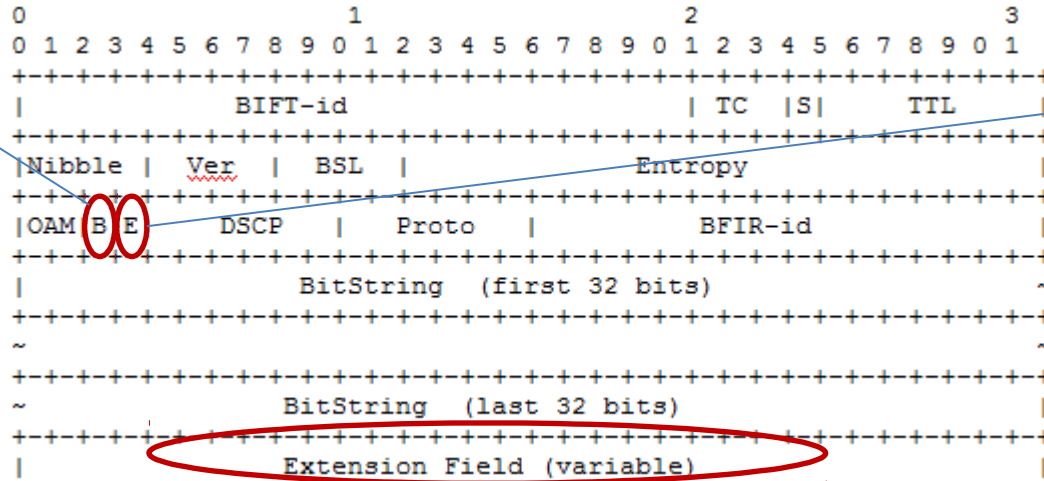 0 1 2 3
0 1 2 3 4 5 6 7 8 9 0 1 2 3 4 5 6 7 8 9 0 1 2 3 4 5 6 7 8 9 0 1
+-+-+-+-+-+-+-+-+-+-+-+-+-+-+-+-+-+-+-+-+-+-+-+-+-+-+-+-+-+-+-+-+
| BIFT-id | TC |S| TTL |
+-+-+-+-+-+-+-+-+-+-+-+-+-+-+-+-+-+-+-+-+-+-+-+-+-+-+-+-+-+-+-+-+
|Nibble | Ver | BSL | Entropy |
+-+-+-+-+-+-+-+-+-+-+-+-+-+-+-+-+-+-+-+-+-+-+-+-+-+-+-+-+-+-+-+-+
|OAM|B|E| DSCP | Proto | BFIR-id |
+-+-+-+-+-+-+-+-+-+-+-+-+-+-+-+-+-+-+-+-+-+-+-+-+-+-+-+-+-+-+-+-+
| BitString (first 32 bits) ~
+-+-+-+-+-+-+-+-+-+-+-+-+-+-+-+-+-+-+-+-+-+-+-+-+-+-+-+-+-+-+-+-+
~ ~
+-+-+-+-+-+-+-+-+-+-+-+-+-+-+-+-+-+-+-+-+-+-+-+-+-+-+-+-+-+-+-+-+
~ BitString (last 32 bits) |
+-+-+-+-+-+-+-+-+-+-+-+-+-+-+-+-+-+-+-+-+-+-+-+-+-+-+-+-+-+-+-+-+
| Extension Field (variable) |